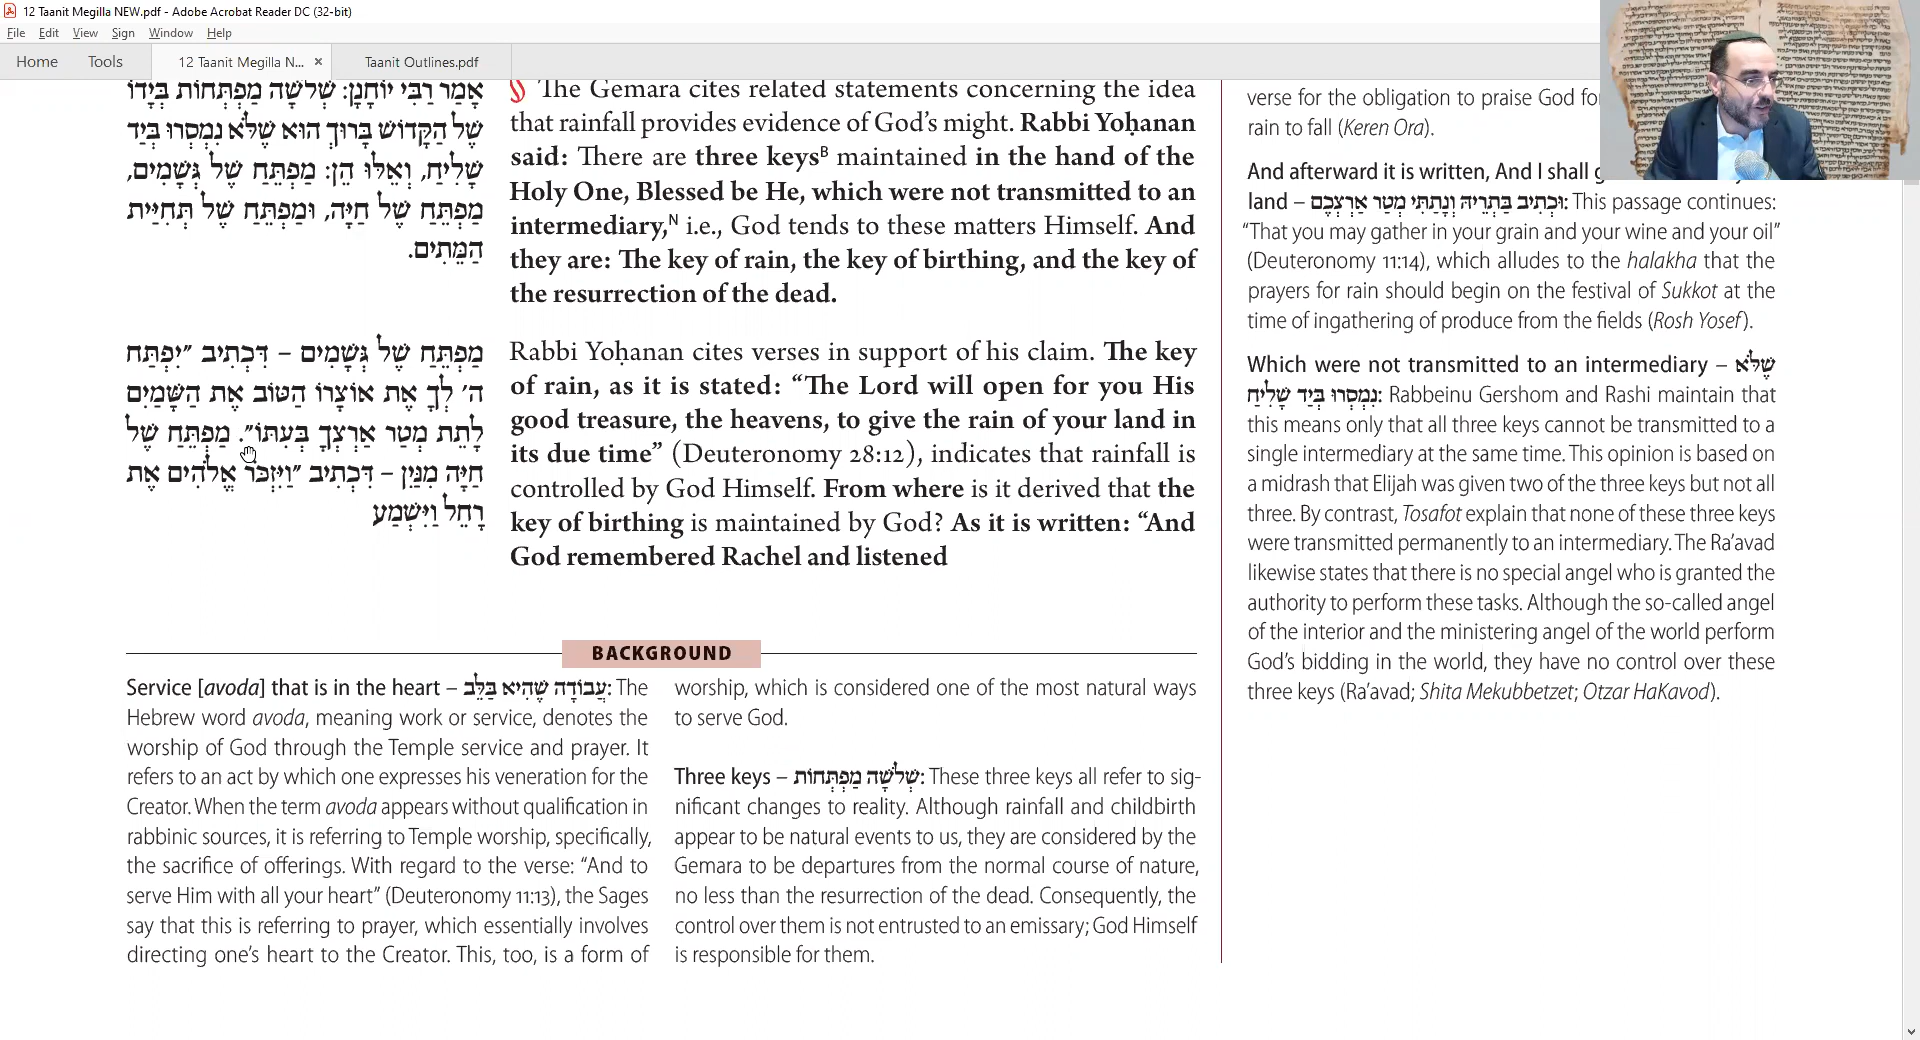 12 Taanit Megilla NEW.pdf - Adobe Acrobat Reader DC (32-bit)
File Edit View Sign Window Help
Home Tools 12 Taanit Megilla N... × Taanit Outlines.pdf
אָמַר רַבִּי יוֹחָנָן: שְׁלֹשָׁה מַפְתְּחוֹת בְּיָדוֹ
שֶׁל הַקָּדוֹשׁ בָּרוּךְ הוּא שֶׁלֹּא נִמְסְרוּ בְּיַד
שָׁלִיחַ, וְאֵלּוּ הֵן: מַפְתֵּחַ שֶׁל גְּשָׁמִים,
מַפְתֵּחַ שֶׁל חַיָּה, וּמַפְתֵּחַ שֶׁל תְּחִיַּית
הַמֵּתִים.
מַפְתֵּחַ שֶׁל גְּשָׁמִים – דִּכְתִיב ״יִפְתַּח
ה׳ לְךָ אֶת אוֹצָרוֹ הַטּוֹב אֶת הַשָּׁמַיִם
לָתֵת מְטַר אַרְצְךָ בְּעִתּוֹ״. מַפְתֵּחַ שֶׁל
חַיָּה מִנַּיִן – דִּכְתִיב ״וַיִּזְכֹּר אֱלֹהִים אֶת
רָחֵל וַיִּשְׁמַע
The Gemara cites related statements concerning the idea
that rainfall provides evidence of God’s might. Rabbi Yoḥanan
said: There are three keysᴮ maintained in the hand of the
Holy One, Blessed be He, which were not transmitted to an
intermediary,ᴺ i.e., God tends to these matters Himself. And
they are: The key of rain, the key of birthing, and the key of
the resurrection of the dead.
Rabbi Yoḥanan cites verses in support of his claim. The key
of rain, as it is stated: “The Lord will open for you His
good treasure, the heavens, to give the rain of your land in
its due time” (Deuteronomy 28:12), indicates that rainfall is
controlled by God Himself. From where is it derived that the
key of birthing is maintained by God? As it is written: “And
God remembered Rachel and listened
BACKGROUND
Service [avoda] that is in the heart – עֲבוֹדָה שֶׁהִיא בַּלֵּב: The
Hebrew word avoda, meaning work or service, denotes the
worship of God through the Temple service and prayer. It
refers to an act by which one expresses his veneration for the
Creator. When the term avoda appears without qualification in
rabbinic sources, it is referring to Temple worship, specifically,
the sacrifice of offerings. With regard to the verse: “And to
serve Him with all your heart” (Deuteronomy 11:13), the Sages
say that this is referring to prayer, which essentially involves
directing one’s heart to the Creator. This, too, is a form of
worship, which is considered one of the most natural ways
to serve God.
Three keys – שְׁלֹשָׁה מַפְתְּחוֹת: These three keys all refer to sig-
nificant changes to reality. Although rainfall and childbirth
appear to be natural events to us, they are considered by the
Gemara to be departures from the normal course of nature,
no less than the resurrection of the dead. Consequently, the
control over them is not entrusted to an emissary; God Himself
is responsible for them.
verse for the obligation to praise God fo
rain to fall (Keren Ora).
And afterward it is written, And I shall g
land – וּכְתִיב בַּתְרֵיהּ וְנָתַתִּי מְטַר אַרְצְכֶם: This passage continues:
“That you may gather in your grain and your wine and your oil”
(Deuteronomy 11:14), which alludes to the halakha that the
prayers for rain should begin on the festival of Sukkot at the
time of ingathering of produce from the fields (Rosh Yosef).
Which were not transmitted to an intermediary – שֶׁלֹּא
נִמְסְרוּ בְּיַד שָׁלִיחַ: Rabbeinu Gershom and Rashi maintain that
this means only that all three keys cannot be transmitted to a
single intermediary at the same time. This opinion is based on
a midrash that Elijah was given two of the three keys but not all
three. By contrast, Tosafot explain that none of these three keys
were transmitted permanently to an intermediary. The Ra’avad
likewise states that there is no special angel who is granted the
authority to perform these tasks. Although the so-called angel
of the interior and the ministering angel of the world perform
God’s bidding in the world, they have no control over these
three keys (Ra’avad; Shita Mekubbetzet; Otzar HaKavod).